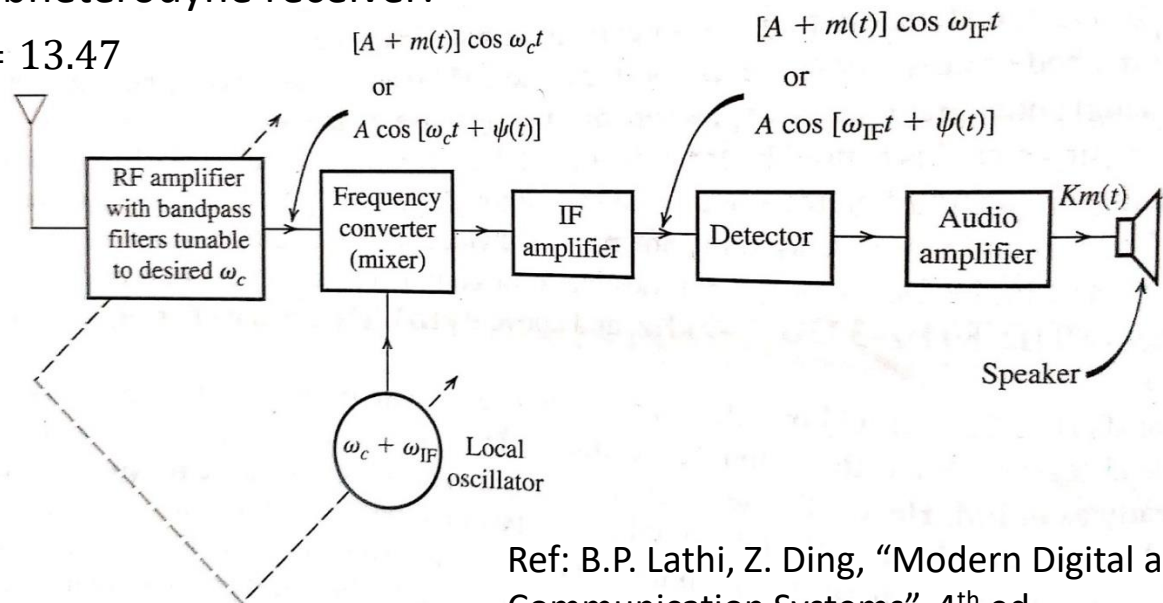 bheterodyne receiver.
= 13.47
[A + m(t)] cos ω_c t
or
A cos [ω_c t + ψ(t)]
[A + m(t)] cos ω_IF t
or
A cos [ω_IF t + ψ(t)]
RF amplifier
with bandpass
filters tunable
to desired ω_c
Frequency
converter
(mixer)
IF
amplifier
Detector
Audio
amplifier
Km(t)
Speaker
ω_c + ω_IF
Local
oscillator
Ref: B.P. Lathi, Z. Ding, “Modern Digital a
Communication Systems”, 4th ed